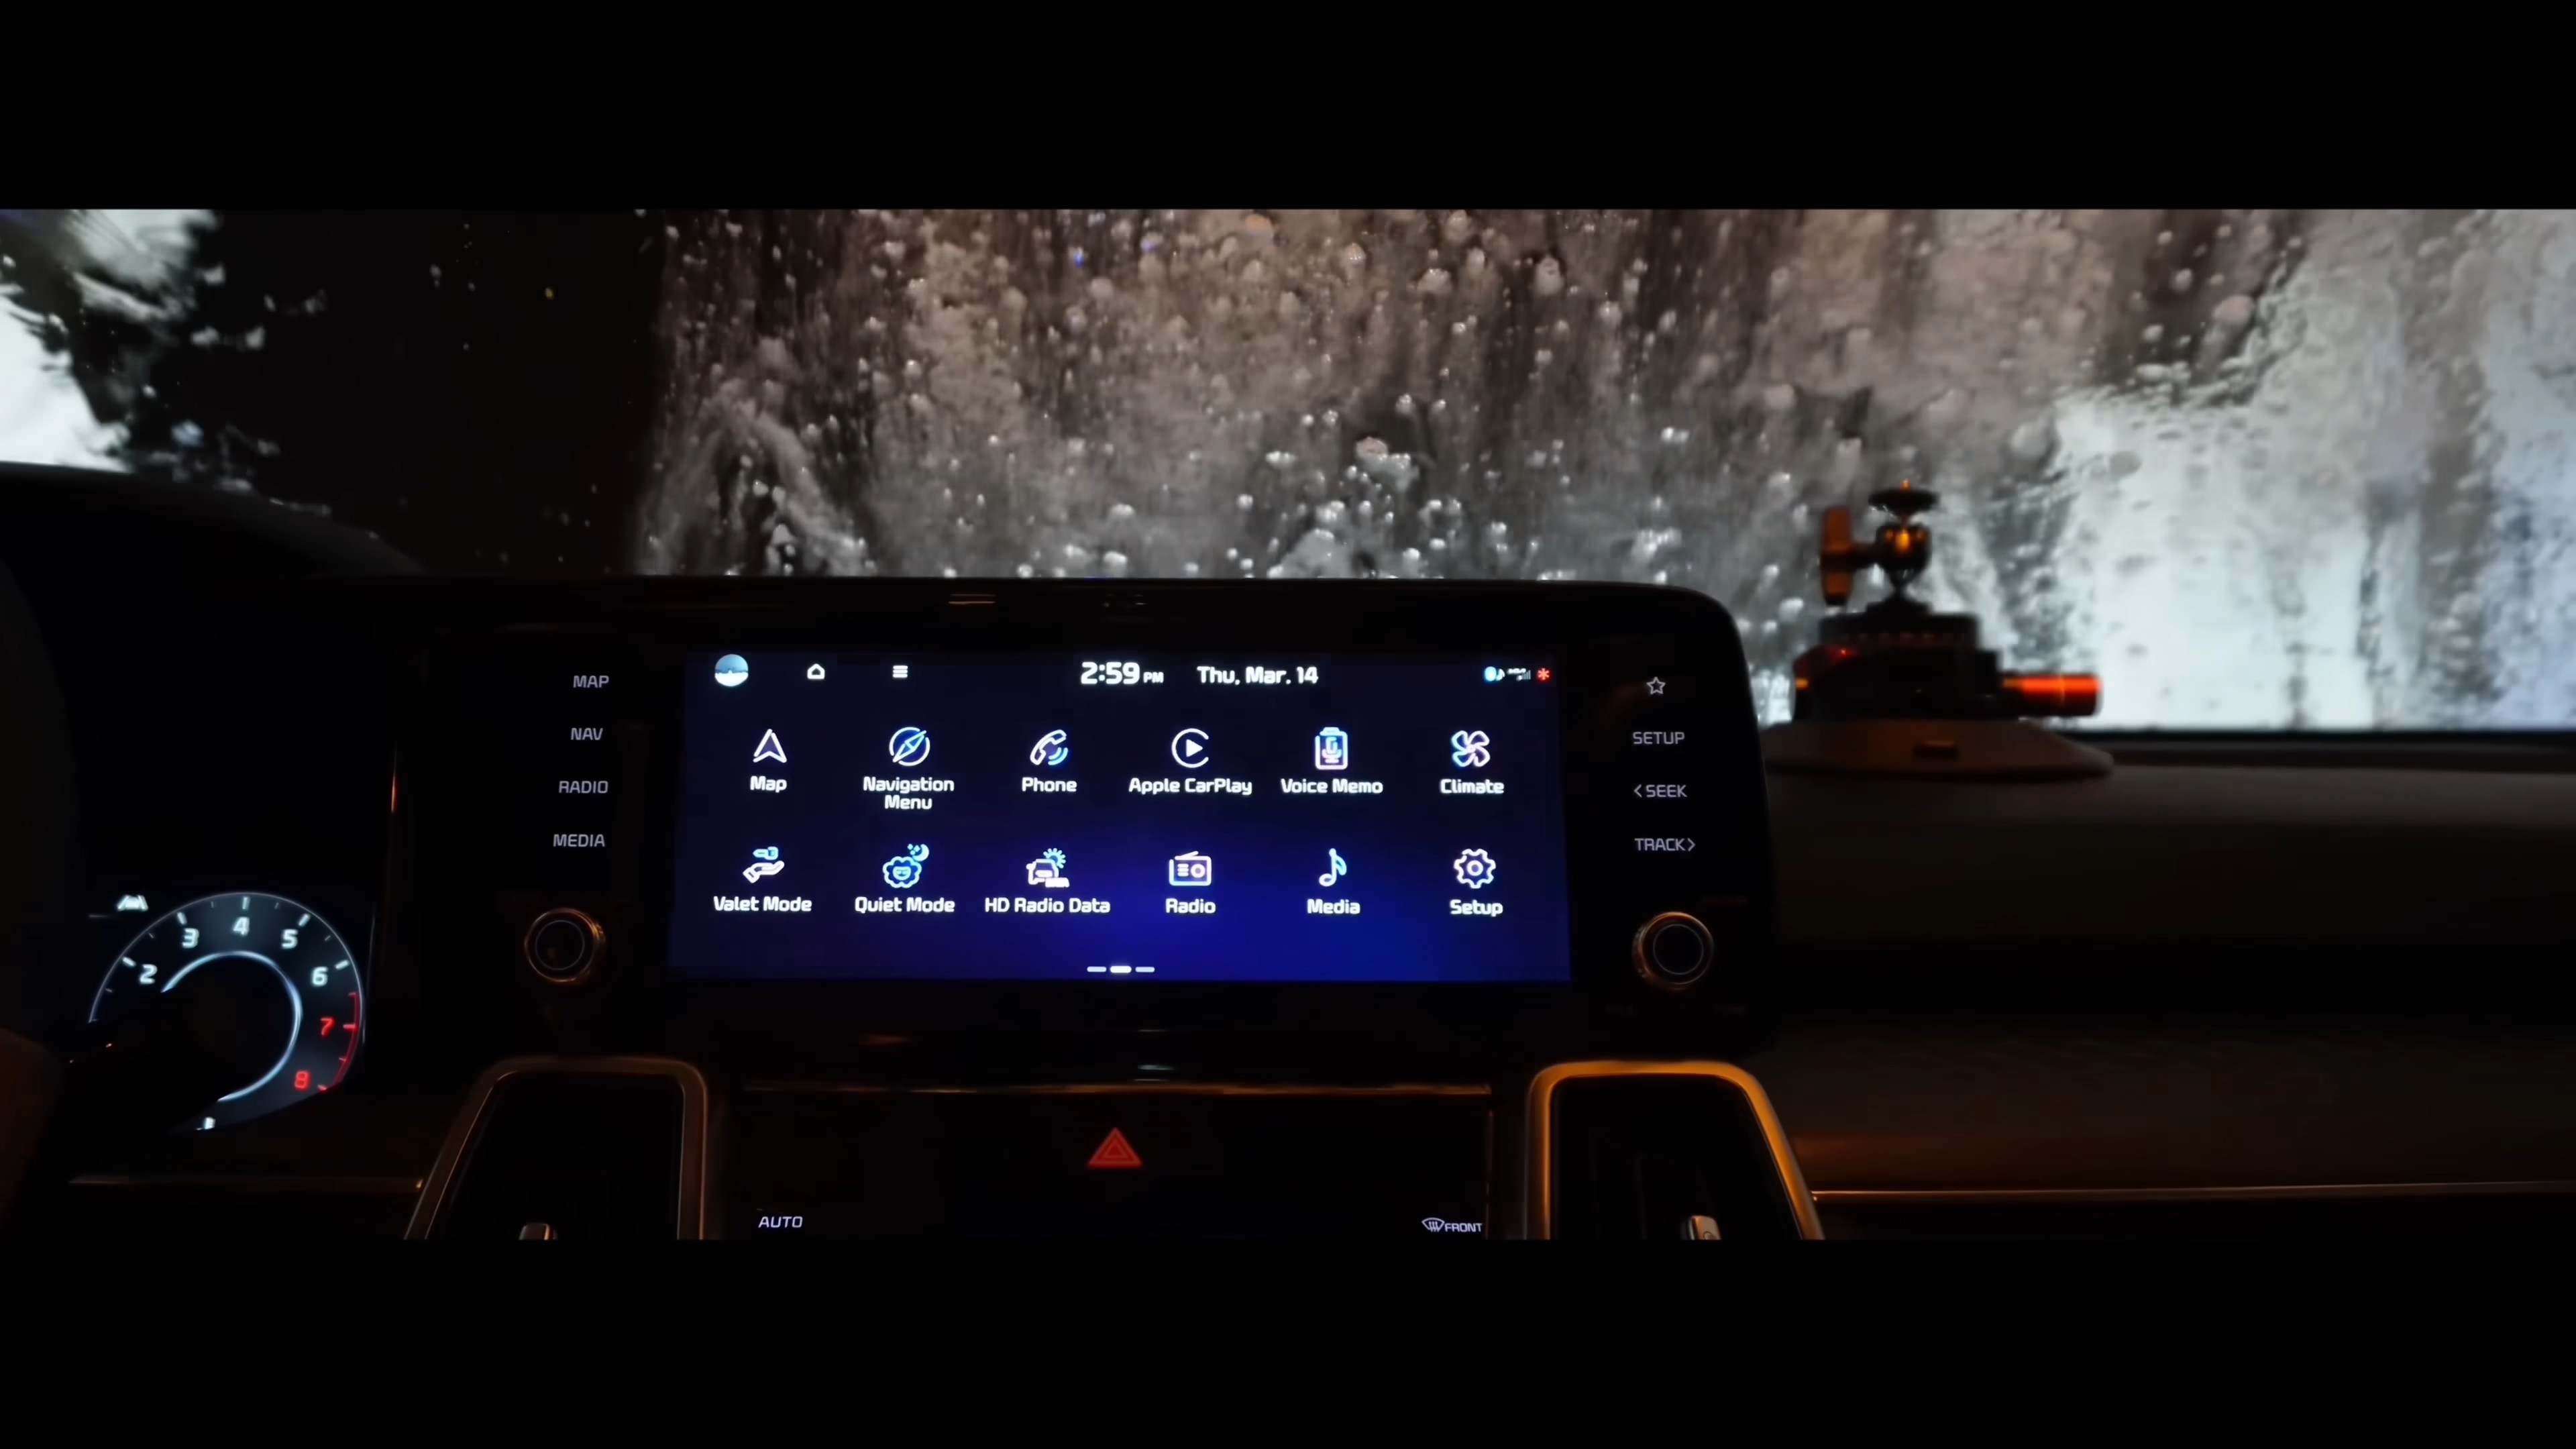 2:59 PM Thu, Mar. 14
MAP
NAV
RADIO
MEDIA
Map
Navigation
Menu
Phone
Apple CarPlay
Voice Memo
Climate
Valet Mode
Quiet Mode
HD Radio Data
Radio
Media
Setup
SETUP
<SEEK
TRACK>
2
3
4
5
6
7
8
AUTO
FRONT